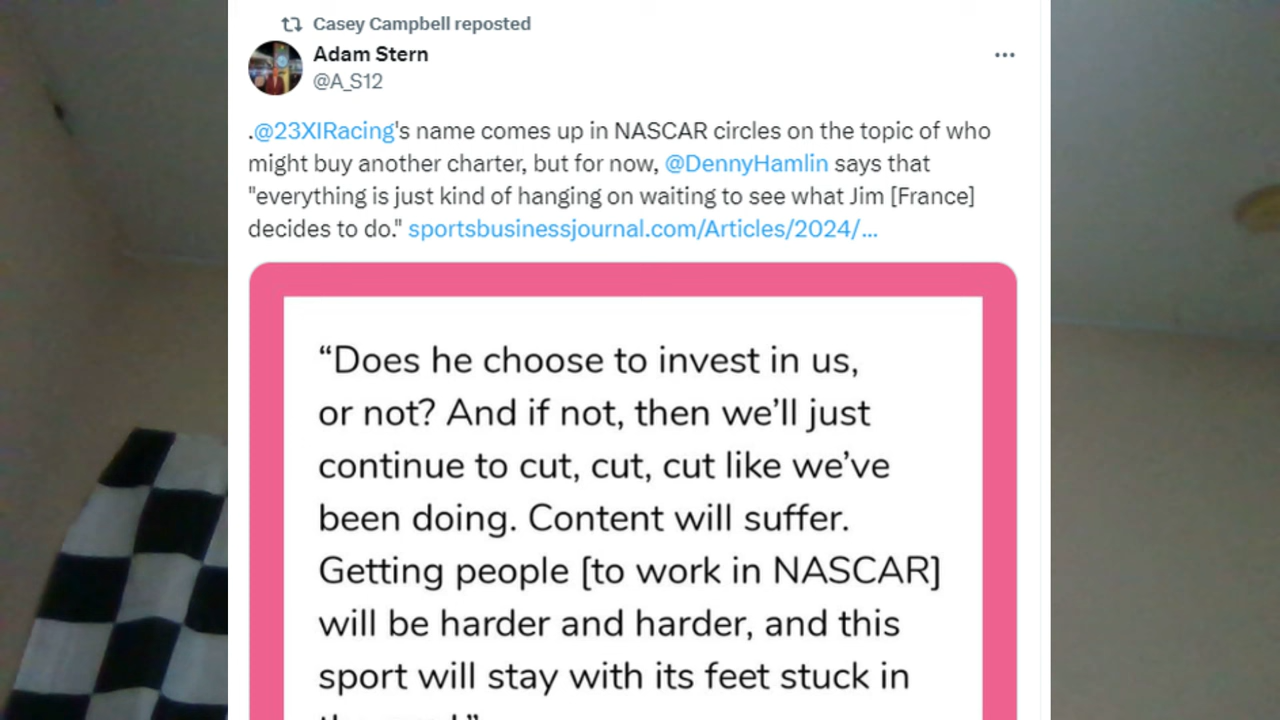 Casey Campbell reposted
Adam Stern
@A_S12
.@23XIRacing's name comes up in NASCAR circles on the topic of who
might buy another charter, but for now, @DennyHamlin says that
"everything is just kind of hanging on waiting to see what Jim [France]
decides to do." sportsbusinessjournal.com/Articles/2024/...
“Does he choose to invest in us,
or not? And if not, then we’ll just
continue to cut, cut, cut like we’ve
been doing. Content will suffer.
Getting people [to work in NASCAR]
will be harder and harder, and this
sport will stay with its feet stuck in